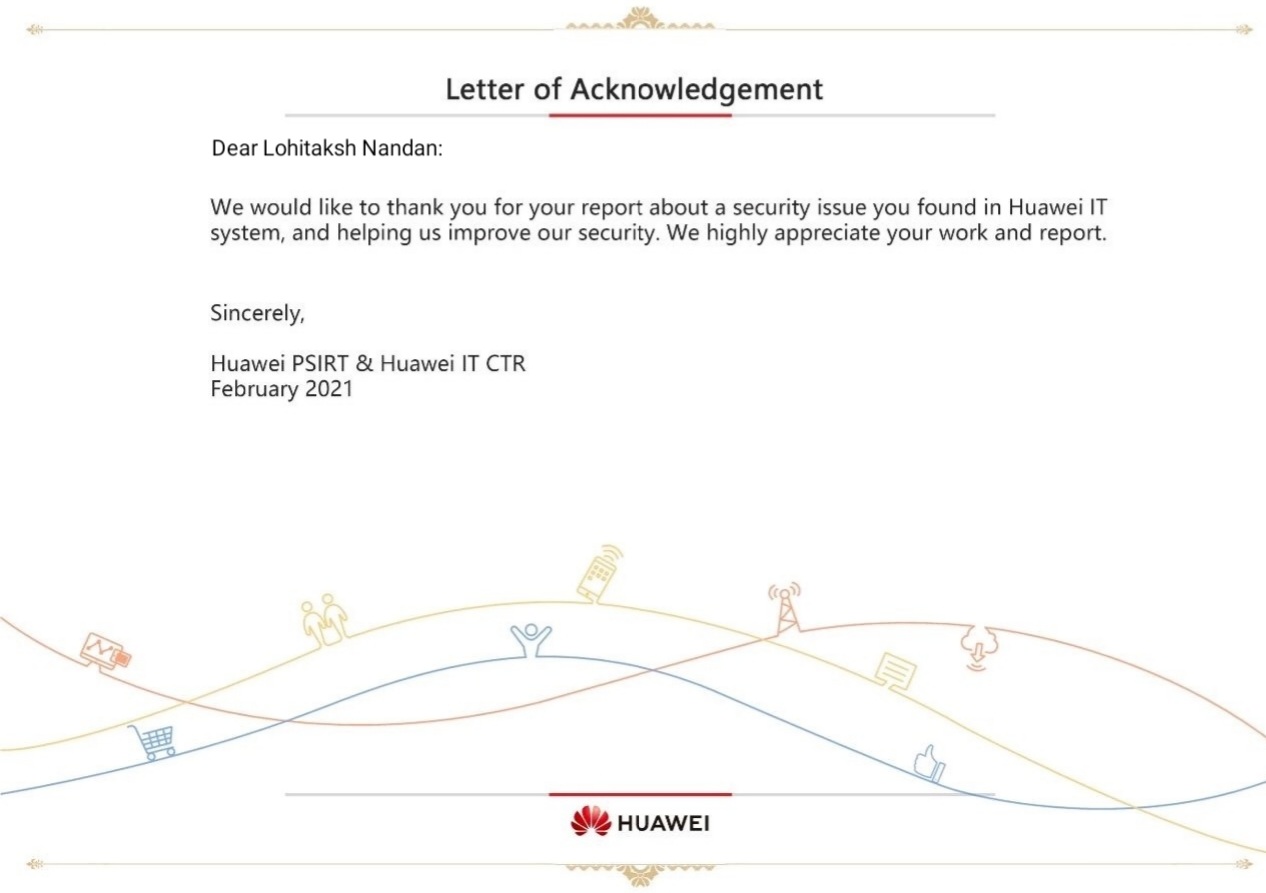 Letter of Acknowledgement
Dear Lohitaksh Nandan:
We would like to thank you for your report about a security issue you found in Huawei IT
system, and helping us improve our security. We highly appreciate your work and report.
Sincerely,
Huawei PSIRT & Huawei IT CTR
February 2021
HUAWEI